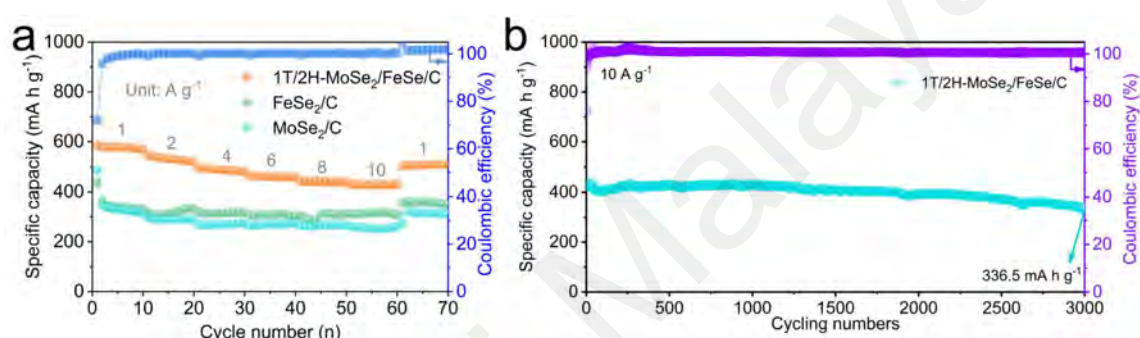 a
1000
800
600
400
200
0
Specific capacity (mA h g⁻¹)
Unit: A g⁻¹
1T/2H-MoSe₂/FeSe/C
FeSe₂/C
MoSe₂/C
1
2
4
6
8
10
1
100
80
60
40
20
0
Coulombic efficiency (%)
0 10 20 30 40 50 60 70
Cycle number (n)
b
1000
800
600
400
200
0
Specific capacity (mA h g⁻¹)
10 A g⁻¹
1T/2H-MoSe₂/FeSe/C
336.5 mA h g⁻¹
100
80
60
40
20
0
Coulombic efficiency (%)
0 500 1000 1500 2000 2500 3000
Cycling numbers
Malaya